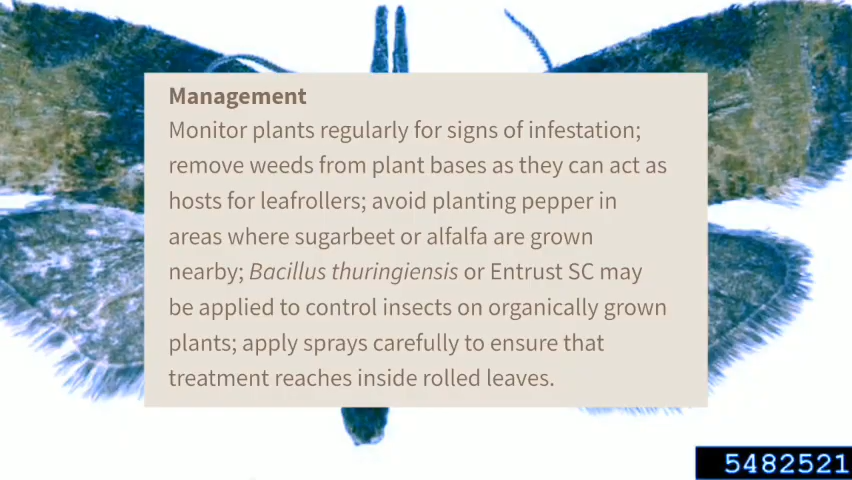 Management
Monitor plants regularly for signs of infestation;
remove weeds from plant bases as they can act as
hosts for leafrollers; avoid planting pepper in
areas where sugarbeet or alfalfa are grown
nearby; Bacillus thuringiensis or Entrust SC may
be applied to control insects on organically grown
plants; apply sprays carefully to ensure that
treatment reaches inside rolled leaves.
5482521